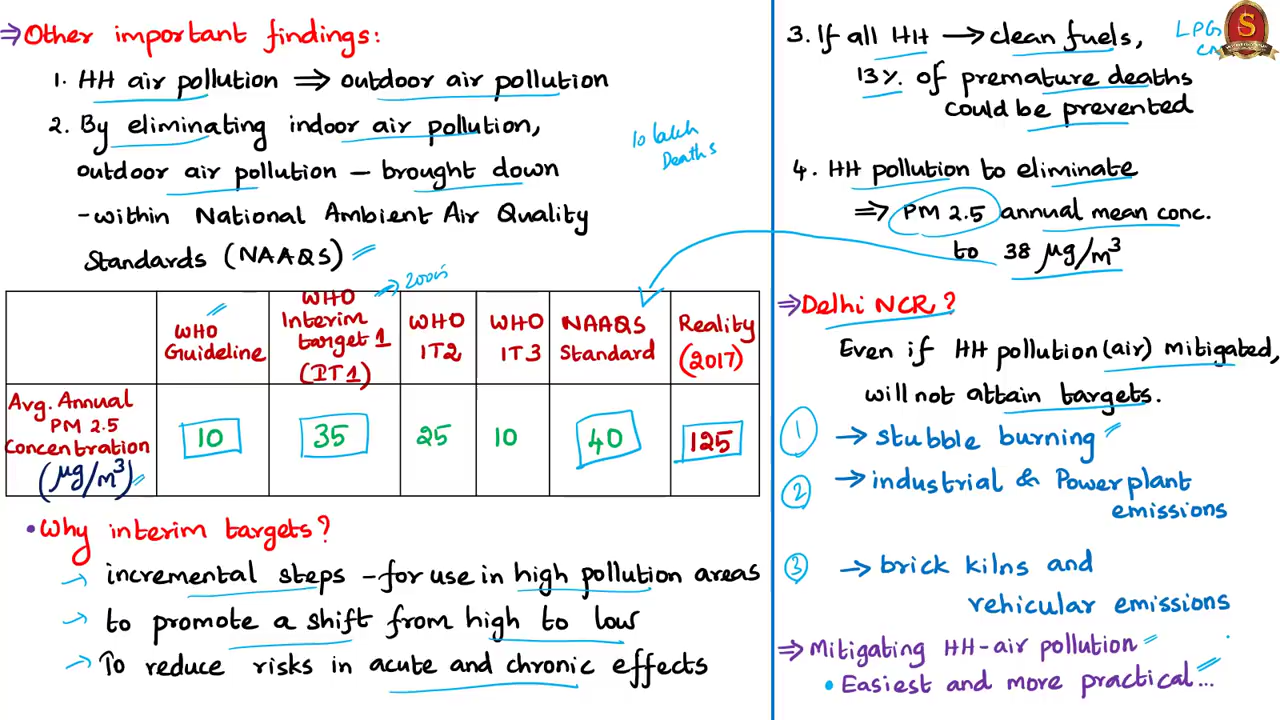 ⇒Other important findings:
1. HH air pollution ⇒ outdoor air pollution
2. By eliminating indoor air pollution,
outdoor air pollution – brought down
-within National Ambient Air Quality
Standards (NAAQS)
10 lakh
Deaths
→2005
WHO Guideline
WHO Interim target 1 (IT1)
WHO IT2
WHO IT3
NAAQS Standard
Reality (2017)
Avg. Annual PM 2.5 Concentration (µg/m³)
10
35
25
10
40
125
•Why interim targets?
→ incremental steps –for use in high pollution areas
→ to promote a shift from high to low
→ To reduce risks in acute and chronic effects
3. If all HH → clean fuels,
LPG
S
13% of premature deaths
could be prevented
4. HH pollution to eliminate
⇒ PM 2.5 annual mean conc.
to 38 µg/m³
⇒Delhi NCR?
Even if HH pollution (air) mitigated,
will not attain targets.
1 → stubble burning
2 → industrial & Powerplant
emissions
3 → brick kilns and
vehicular emissions
⇒ Mitigating HH-air pollution
• Easiest and more practical...